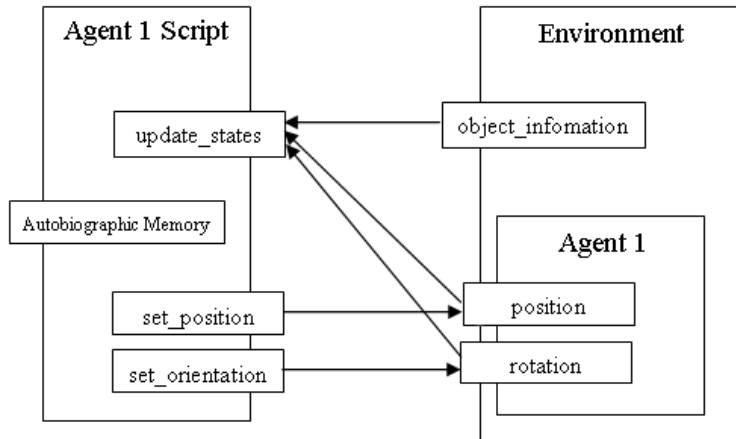 Agent 1 Script
Environment
update_states
object_infomation
Autobiographic Memory
Agent 1
set_position
position
set_orientation
rotation